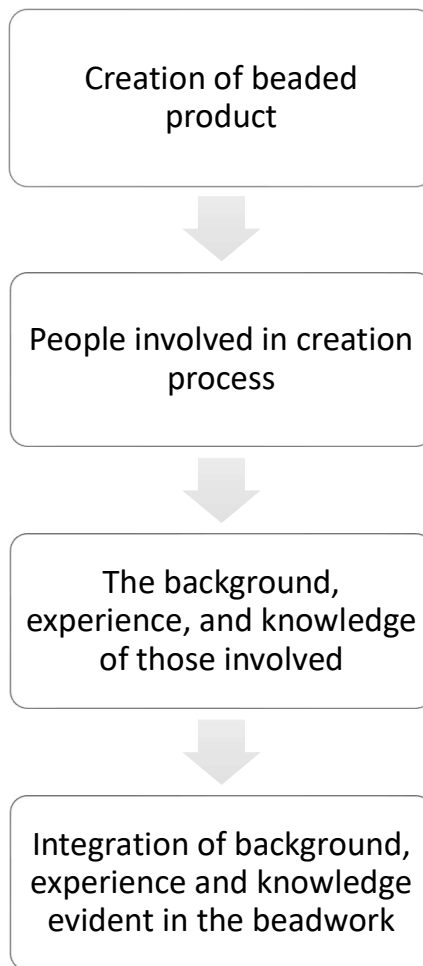 Creation of beaded
product
People involved in creation
process
The background,
experience, and knowledge
of those involved
Integration of background,
experience and knowledge
evident in the beadwork